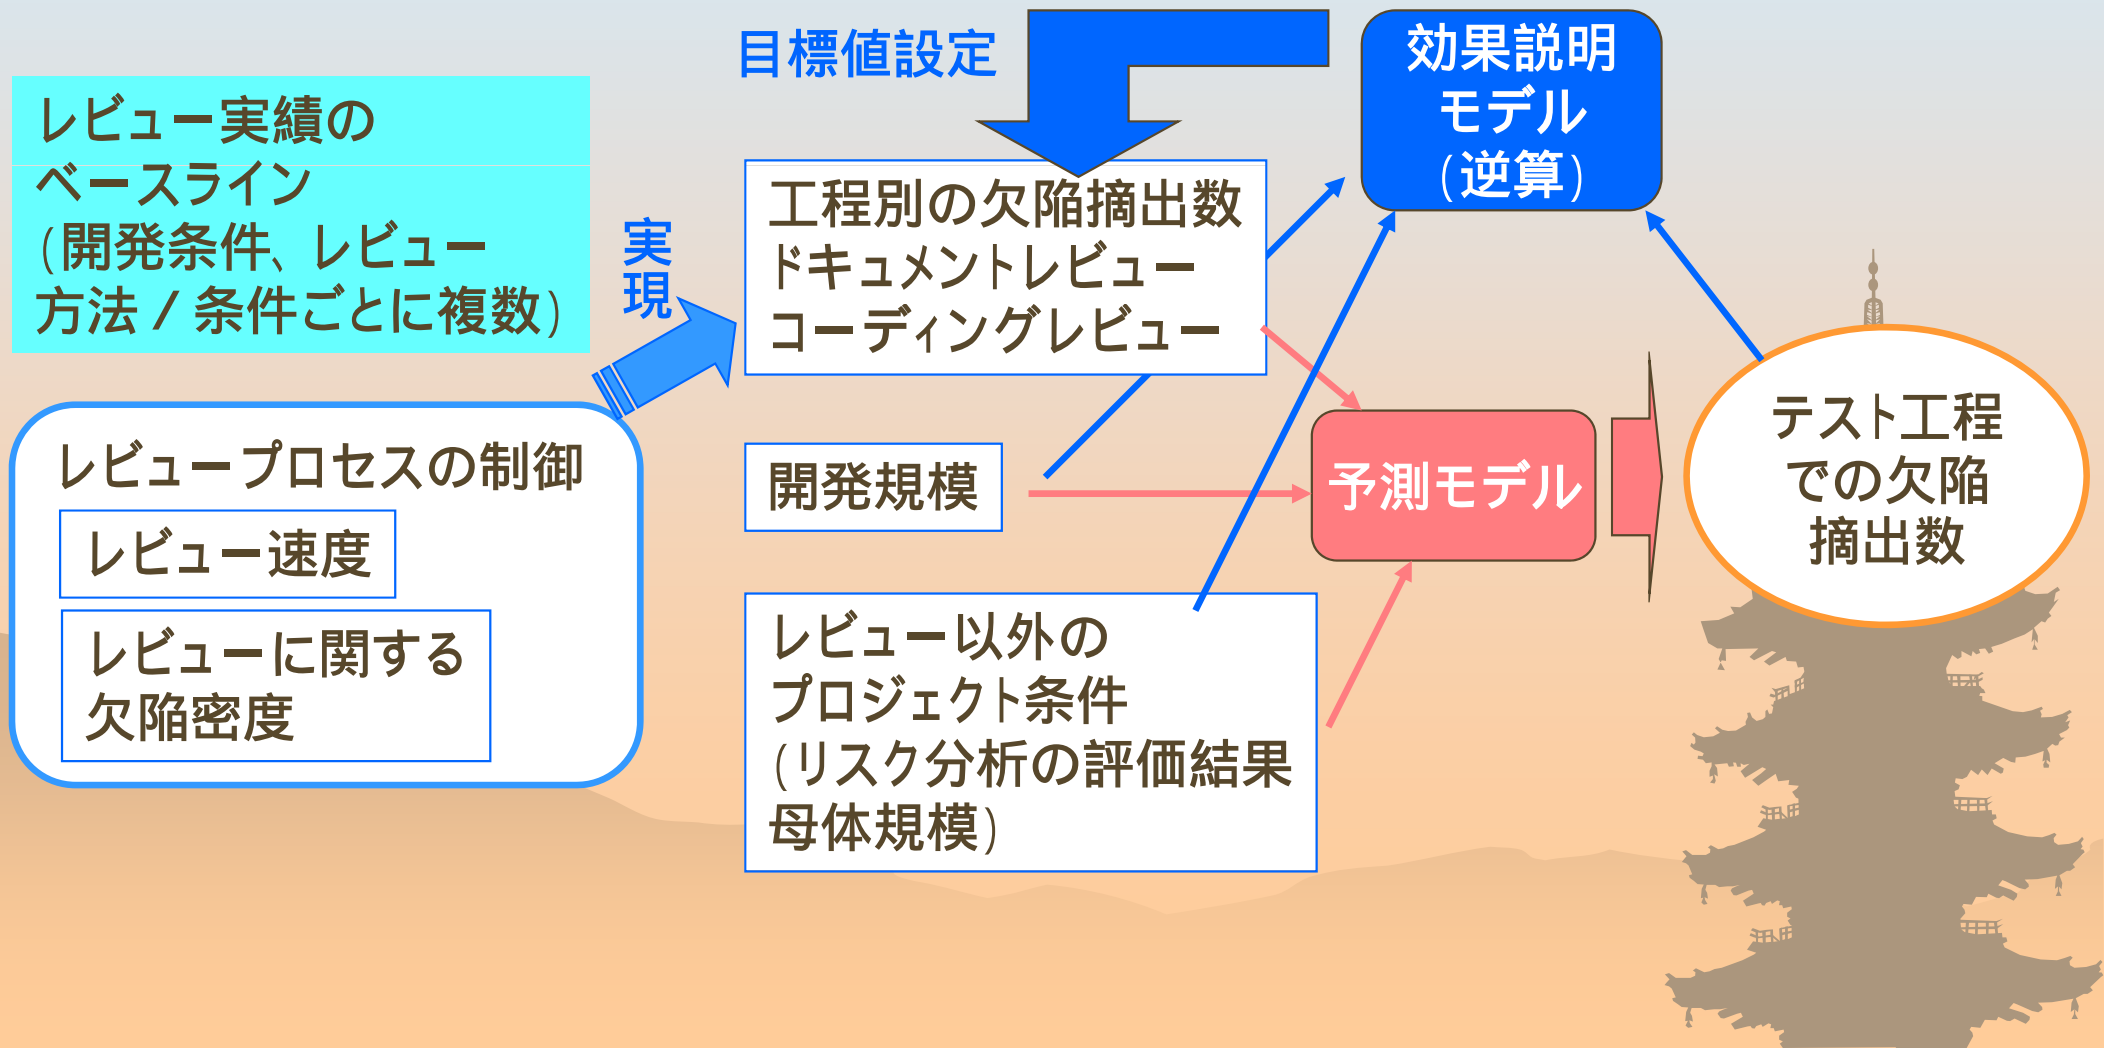 目標値設定
効果説明
モデル
(逆算)
レビュー実績の
ベースライン
(開発条件、レビュー
方法/条件ごとに複数)
実
現
工程別の欠陥摘出数
ドキュメントレビュー
コーディングレビュー
レビュープロセスの制御
レビュー速度
レビューに関する
欠陥密度
開発規模
予測モデル
テスト工程
での欠陥
摘出数
レビュー以外の
プロジェクト条件
(リスク分析の評価結果
母体規模)